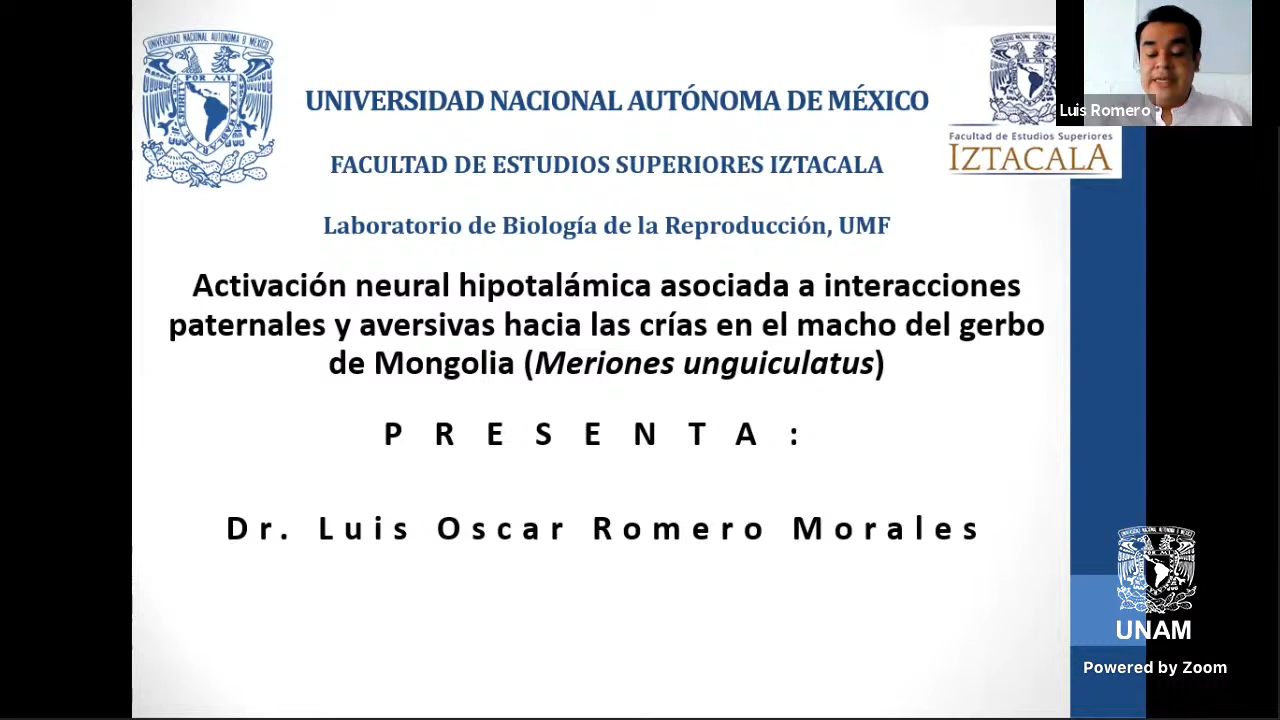 UNIVERSIDAD NACIONAL AUTÓNOMA DE MÉXICO
FACULTAD DE ESTUDIOS SUPERIORES IZTACALA
Laboratorio de Biología de la Reproducción, UMF
Luis Romero
Facultad de Estudios Superiores
IZTACALA
Activación neural hipotalámica asociada a interacciones
paternales y aversivas hacia las crías en el macho del gerbo
de Mongolia (Meriones unguiculatus)
P R E S E N T A :
Dr. Luis Oscar Romero Morales
UNAM
Powered by Zoom